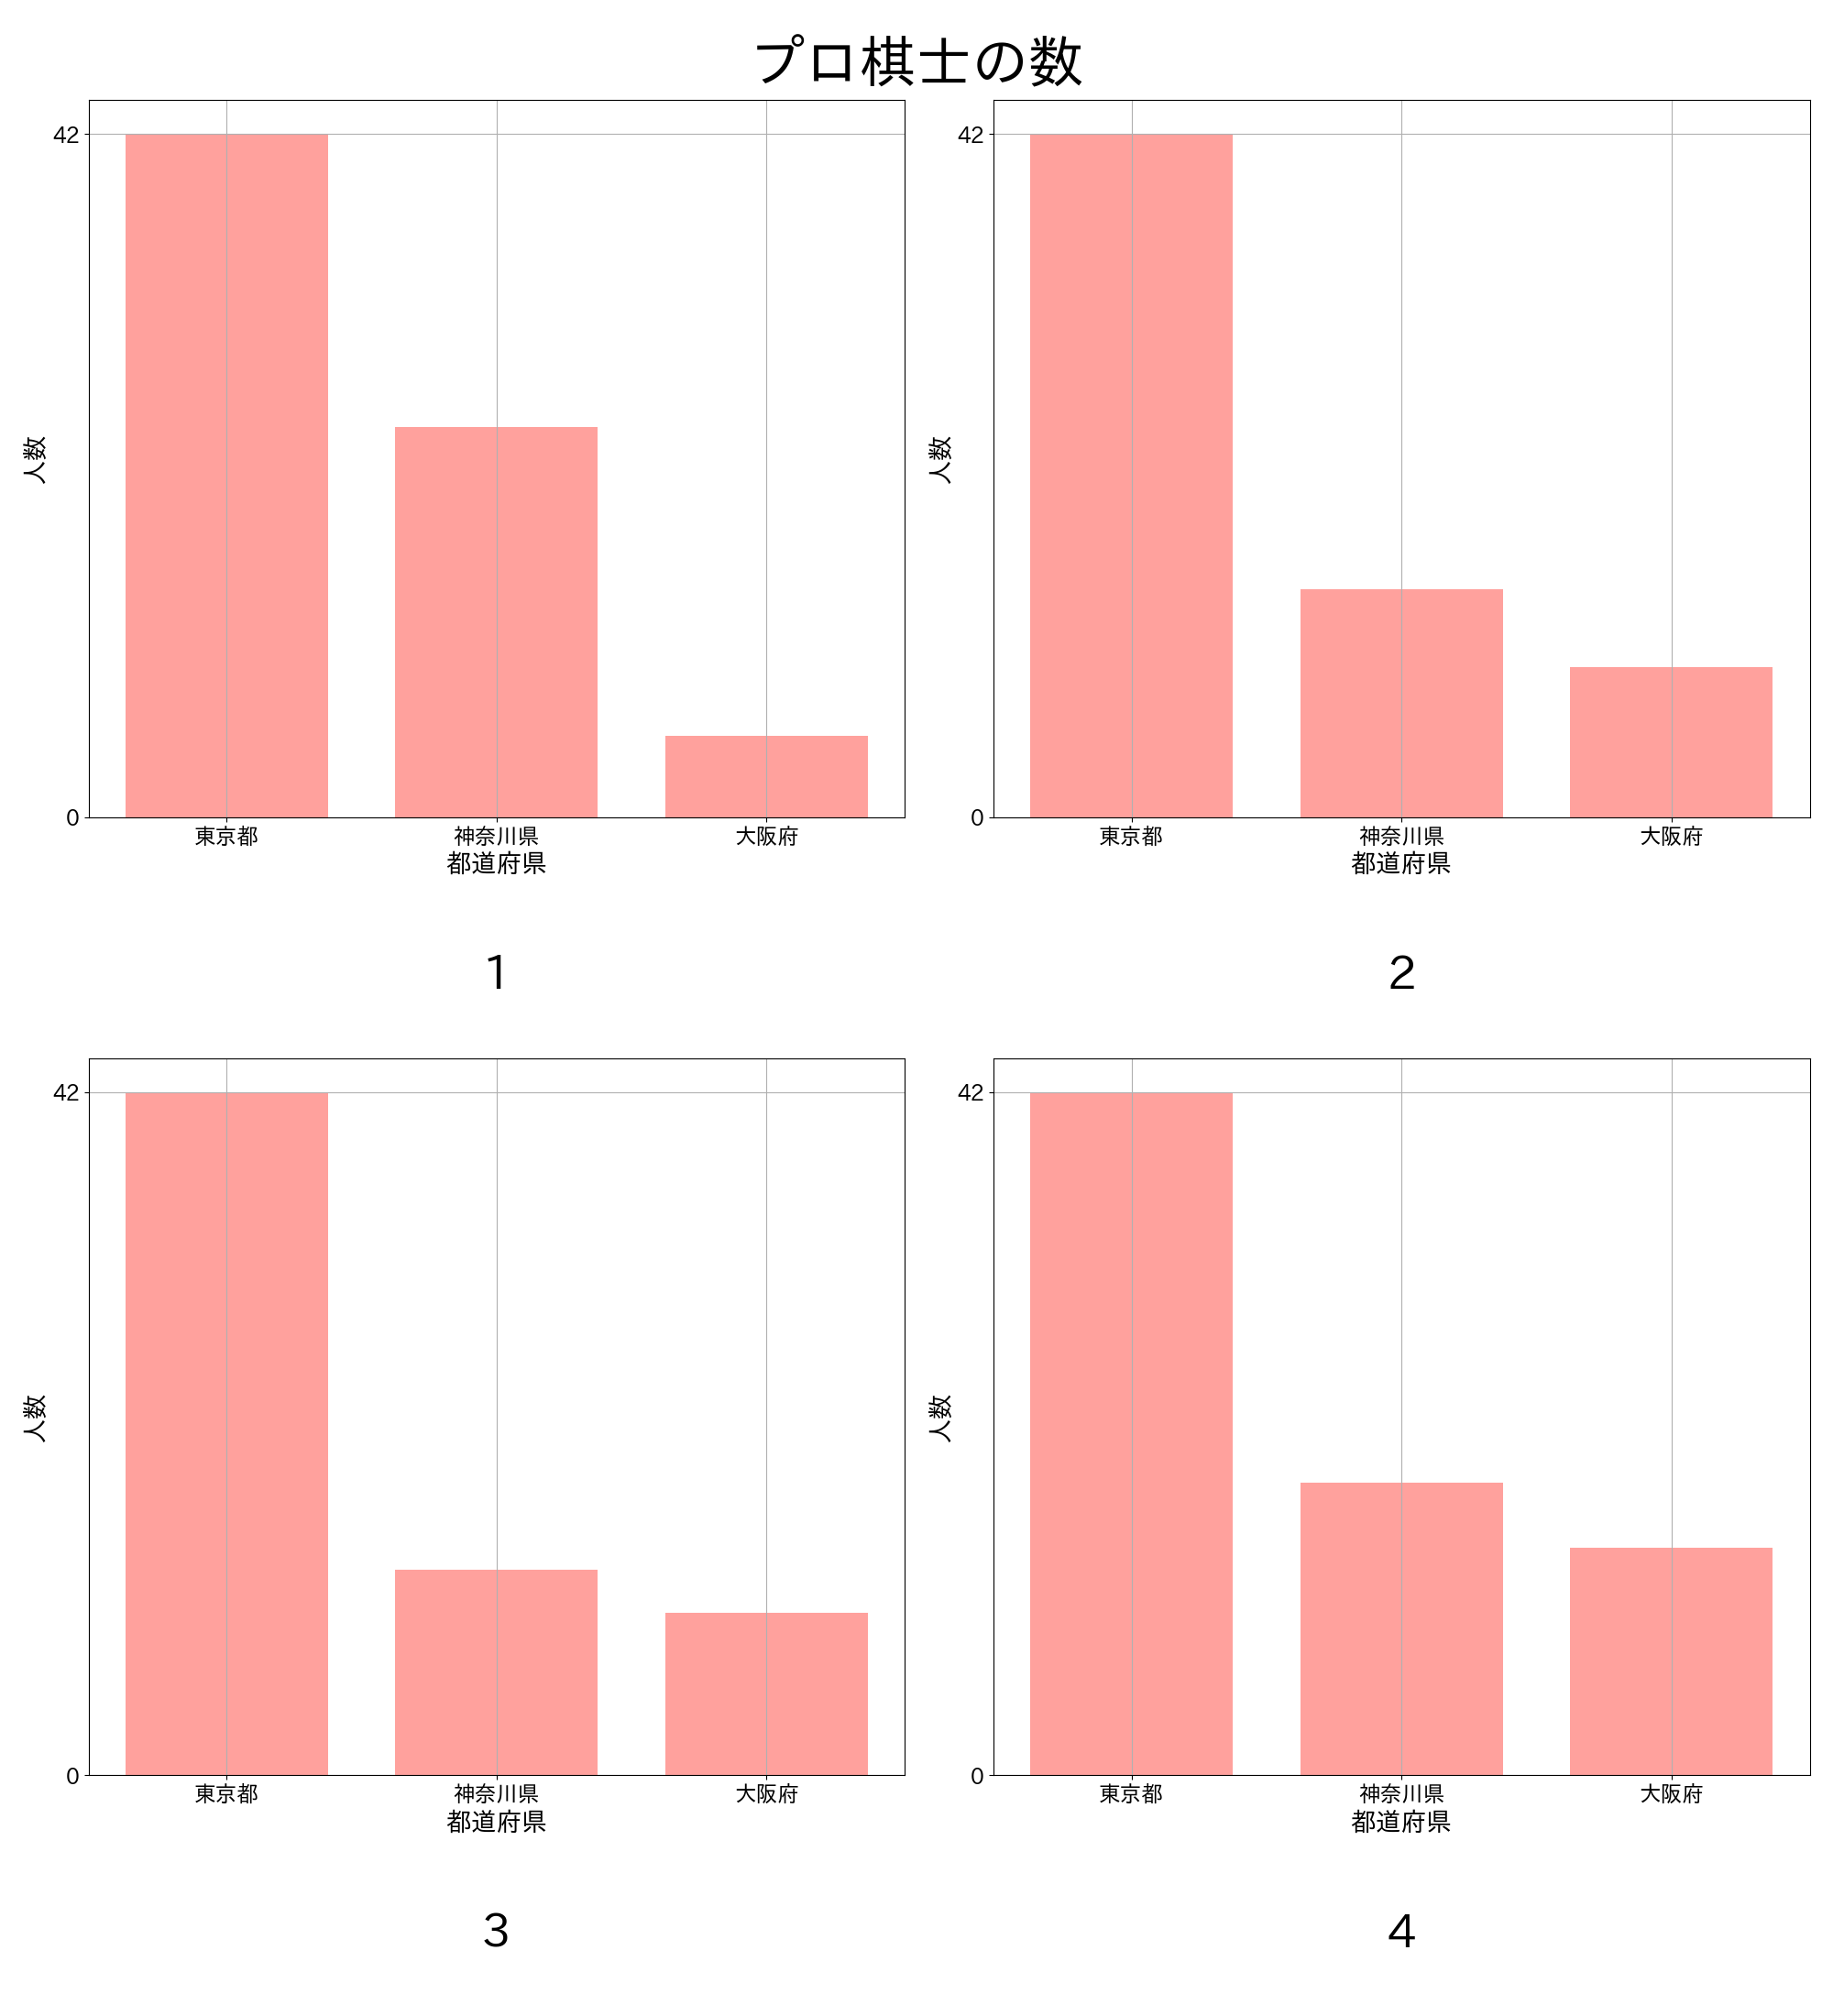 プロ棋士の数
42
人数
0
東京都 神奈川県 大阪府
都道府県
1
42
人数
0
東京都 神奈川県 大阪府
都道府県
2
42
人数
0
東京都 神奈川県 大阪府
都道府県
3
42
人数
0
東京都 神奈川県 大阪府
都道府県
4